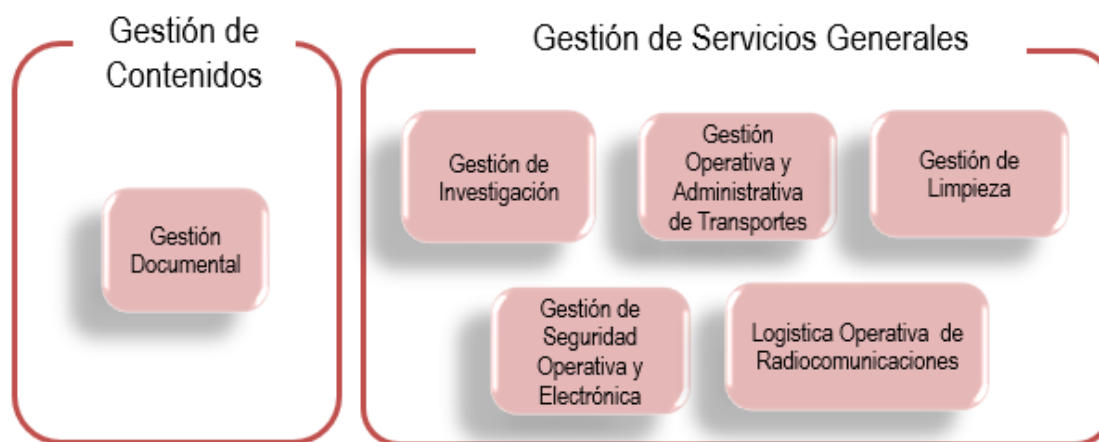 Gestión de
Contenidos
Gestión
Documental
Gestión de Servicios Generales
Gestión de
Investigación
Gestión
Operativa y
Administrativa
de Transportes
Gestión de
Limpieza
Gestión de
Seguridad
Operativa y
Electrónica
Logistica Operativa de
Radiocomunicaciones